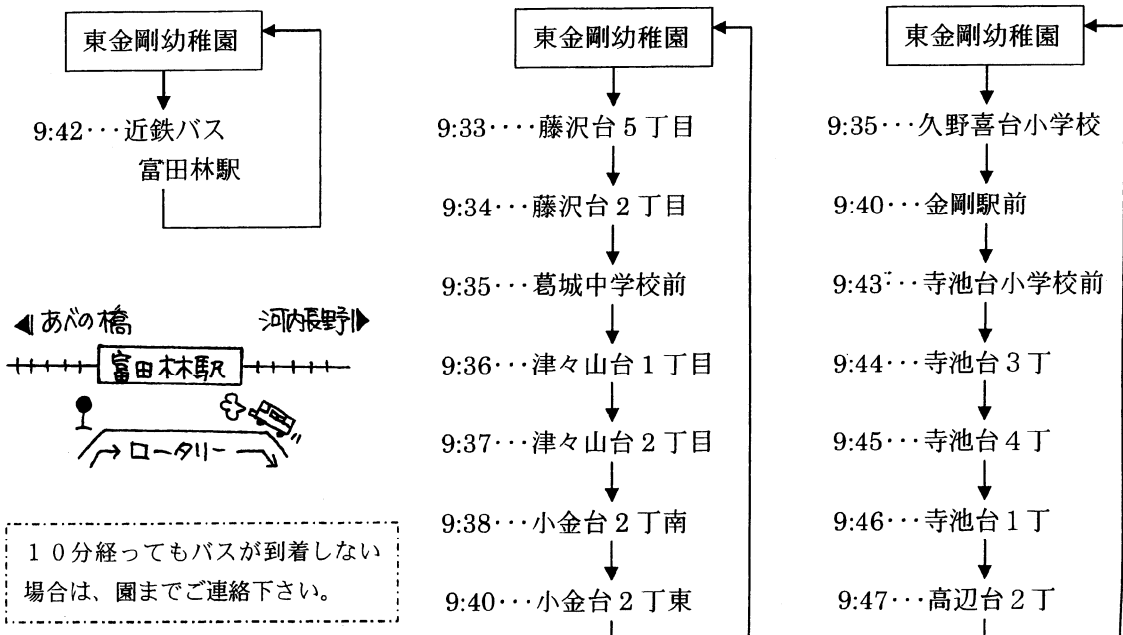 東金剛幼稚園
9:42･･･近鉄バス
富田林駅
あべの橋
河内長野
富田林駅
ロータリー
10分経ってもバスが到着しない
場合は、園までご連絡下さい。
東金剛幼稚園
9:33････藤沢台5丁目
9:34･･･藤沢台2丁目
9:35･･･葛城中学校前
9:36･･･津々山台1丁目
9:37･･･津々山台2丁目
9:38･･･小金台2丁南
9:40･･･小金台2丁東
東金剛幼稚園
9:35･･･久野喜台小学校
9:40･･･金剛駅前
9:43･･･寺池台小学校前
9:44･･･寺池台3丁
9:45･･･寺池台4丁
9:46･･･寺池台1丁
9:47･･･高辺台2丁